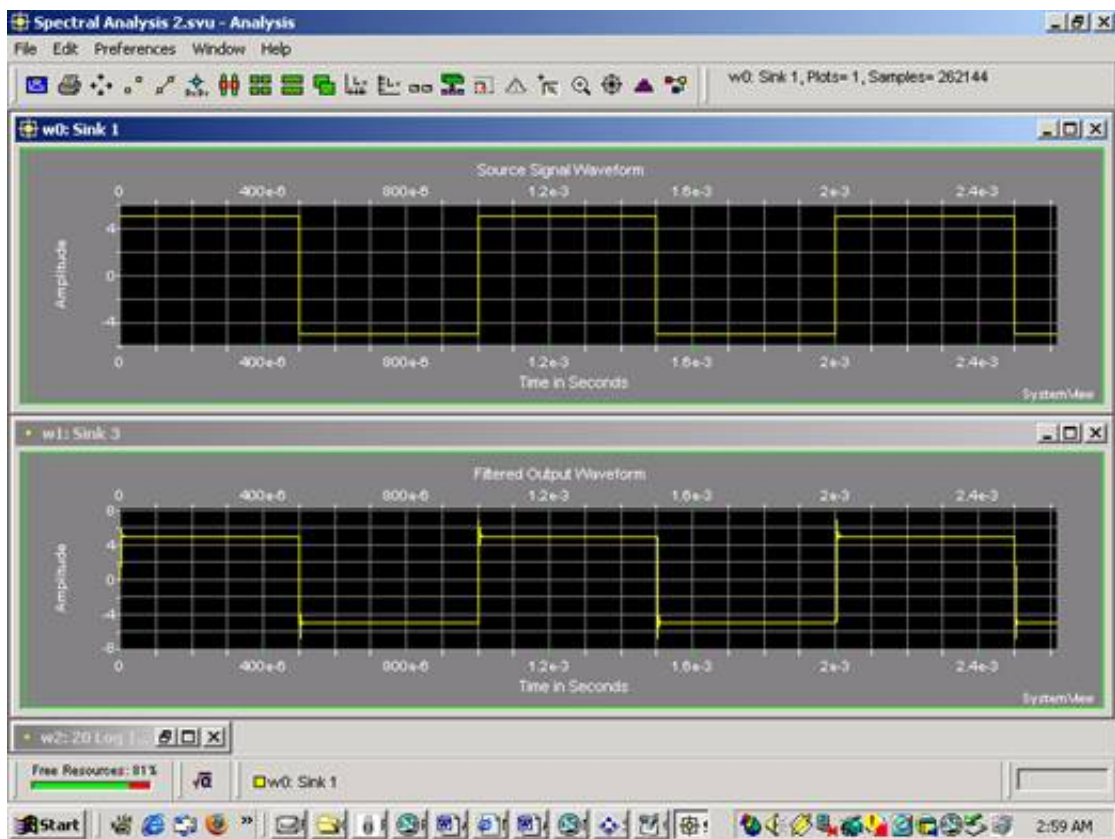 Spectral Analysis 2.svu - Analysis
File Edit Preferences Window Help
w0: Sink 1, Plots= 1, Samples= 262144
w0: Sink 1
Source Signal Waveform
0 400e-6 800e-6 1.2e-3 1.6e-3 2e-3 2.4e-3
Amplitude
4
0
-4
0 400e-6 800e-6 1.2e-3 1.6e-3 2e-3 2.4e-3
Time in Seconds
SystemView
w1: Sink 3
Filtered Output Waveform
0 400e-6 800e-6 1.2e-3 1.6e-3 2e-3 2.4e-3
Amplitude
8
4
0
-4
-8
0 400e-6 800e-6 1.2e-3 1.6e-3 2e-3 2.4e-3
Time in Seconds
SystemView
w2: 20 Log
Free Resources: 81%
w0: Sink 1
Start
2:59 AM